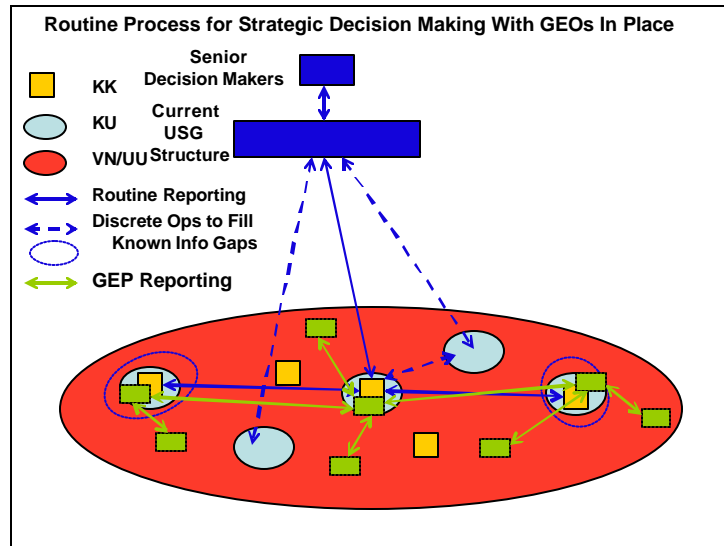 Routine Process for Strategic Decision Making With GEOs In Place
Senior
Decision Makers
KK
KU
Current
USG
Structure
VN/UU
Routine Reporting
Discrete Ops to Fill
Known Info Gaps
GEP Reporting